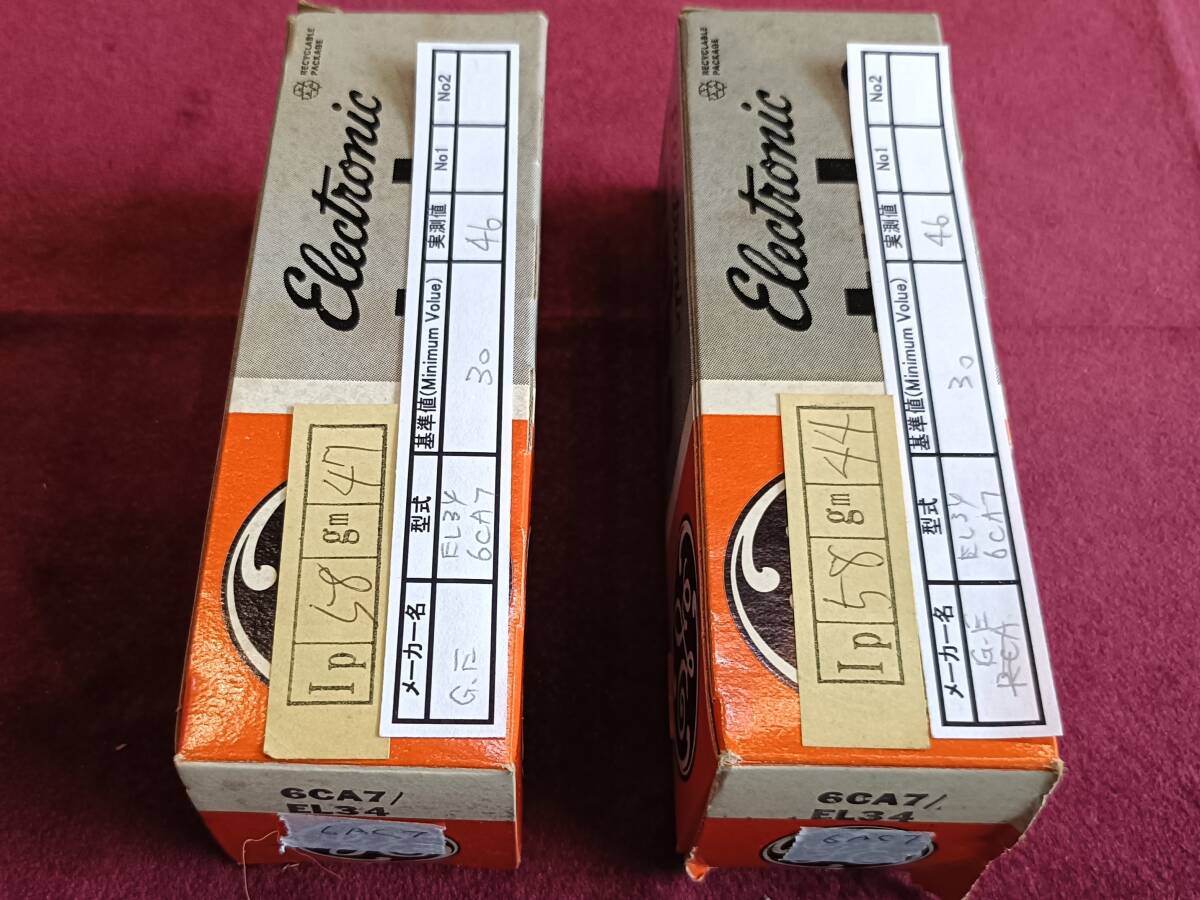 RECYCLABLE
PACKAGE
Electronic
メーカー名
型式
基準値(Minimum Volue)
実測値
No1
No2
G.E
EL34
6CA7
30
46
Ip
58
gm
47
6CA7/
EL34
6AC7
RECYCLABLE
PACKAGE
Electronic
メーカー名
型式
基準値(Minimum Volue)
実測値
No1
No2
G.E
RCA
EL34
6CA7
30
46
Ip
58
gm
44
6CA7/
EL34
6AC7